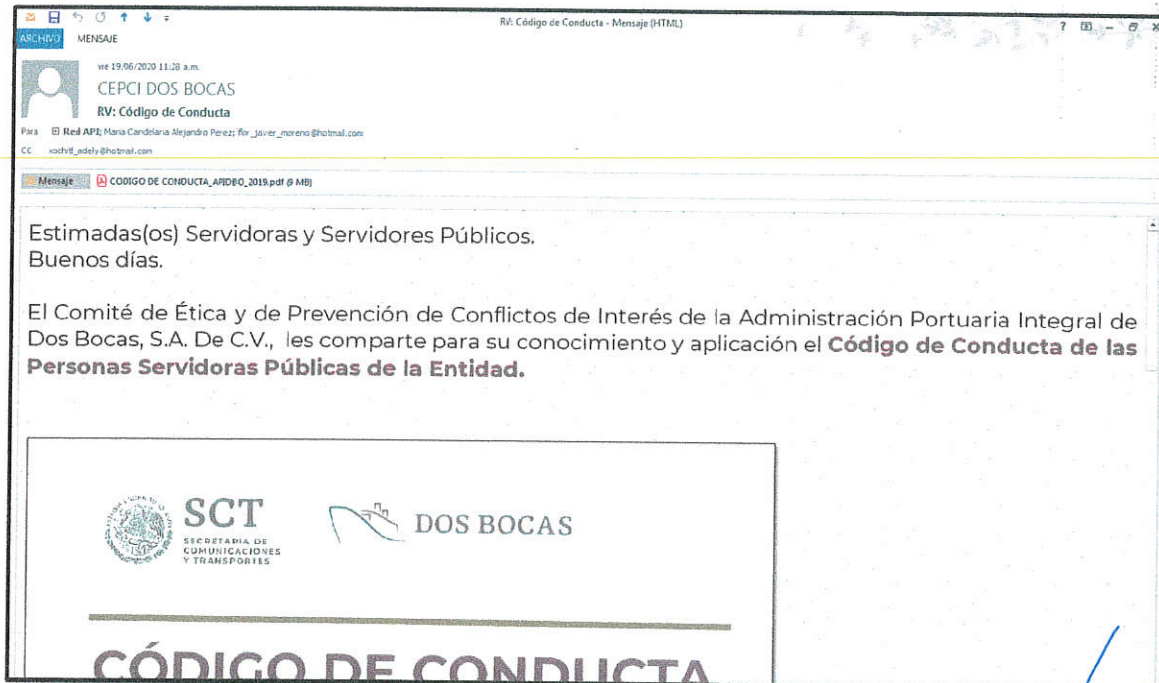 RV: Código de Conducta - Mensaje (HTML)
ARCHIVO MENSAJE
vie 19/06/2020 11:28 a.m.
CEPCI DOS BOCAS
RV: Código de Conducta
Para Red API; Maria Candelaria Alejandro Perez; flor_javer_moreno@hotmail.com
CC xochitl_adely@hotmail.com
Mensaje CODIGO DE CONDUCTA_APIDBO_2019.pdf (9 MB)
Estimadas(os) Servidoras y Servidores Públicos.
Buenos días.
El Comité de Ética y de Prevención de Conflictos de Interés de la Administración Portuaria Integral de
Dos Bocas, S.A. De C.V., les comparte para su conocimiento y aplicación el Código de Conducta de las
Personas Servidoras Públicas de la Entidad.
SCT
SECRETARÍA DE
COMUNICACIONES
Y TRANSPORTES
DOS BOCAS
CÓDIGO DE CONDUCTA